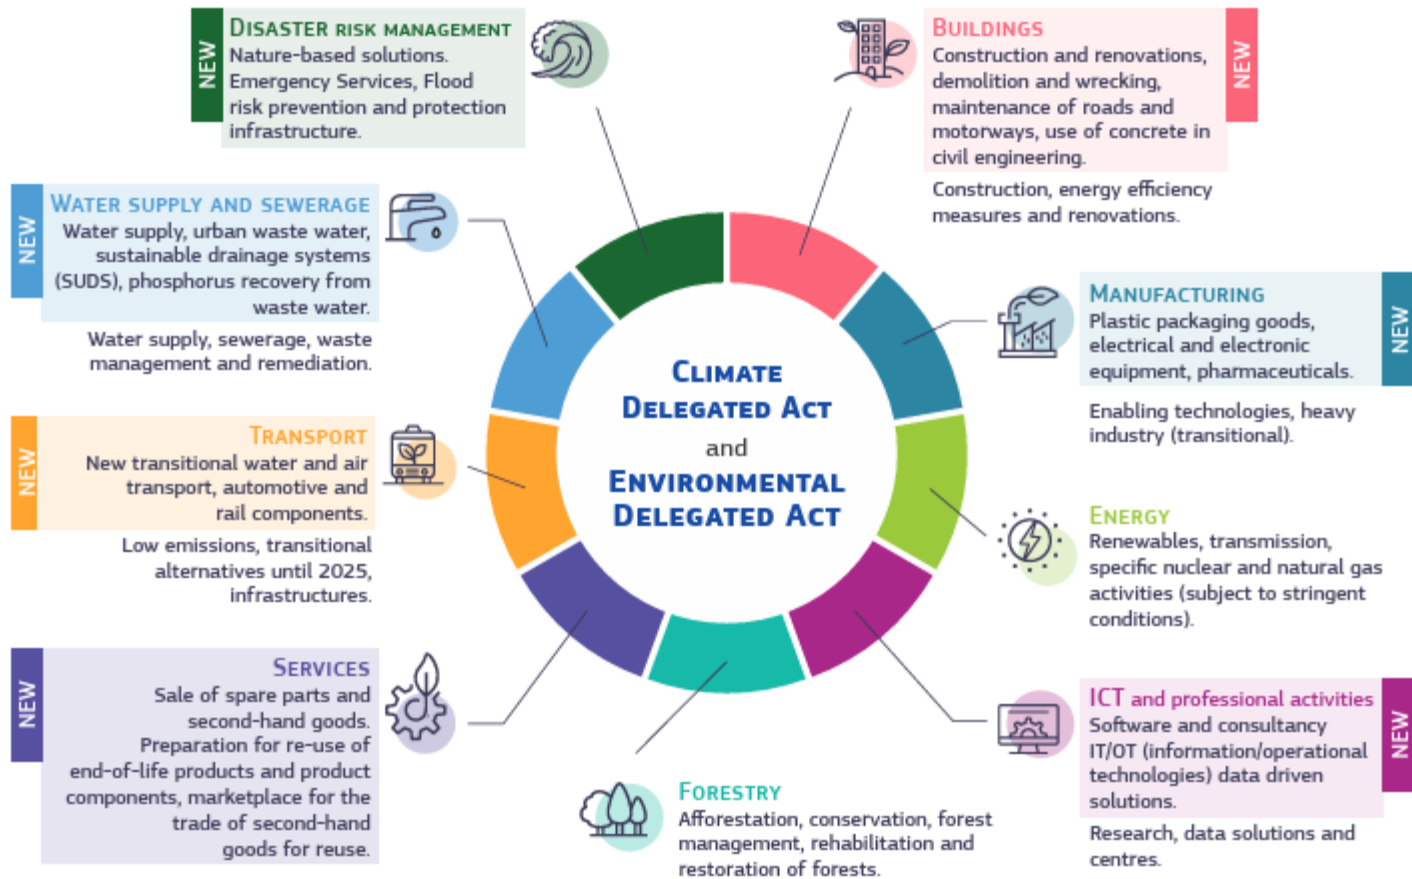 NEW
DISASTER RISK MANAGEMENT
Nature-based solutions.
Emergency Services, Flood
risk prevention and protection
infrastructure.
NEW
BUILDINGS
Construction and renovations,
demolition and wrecking,
maintenance of roads and
motorways, use of concrete in
civil engineering.
Construction, energy efficiency
measures and renovations.
NEW
WATER SUPPLY AND SEWERAGE
Water supply, urban waste water,
sustainable drainage systems
(SUDS), phosphorus recovery from
waste water.
Water supply, sewerage, waste
management and remediation.
NEW
MANUFACTURING
Plastic packaging goods,
electrical and electronic
equipment, pharmaceuticals.
Enabling technologies, heavy
industry (transitional).
CLIMATE
DELEGATED ACT
and
ENVIRONMENTAL
DELEGATED ACT
NEW
TRANSPORT
New transitional water and air
transport, automotive and
rail components.
Low emissions, transitional
alternatives until 2025,
infrastructures.
ENERGY
Renewables, transmission,
specific nuclear and natural gas
activities (subject to stringent
conditions).
NEW
SERVICES
Sale of spare parts and
second-hand goods.
Preparation for re-use of
end-of-life products and product
components, marketplace for the
trade of second-hand
goods for reuse.
FORESTRY
Afforestation, conservation, forest
management, rehabilitation and
restoration of forests.
NEW
ICT and professional activities
Software and consultancy
IT/OT (information/operational
technologies) data driven
solutions.
Research, data solutions and
centres.